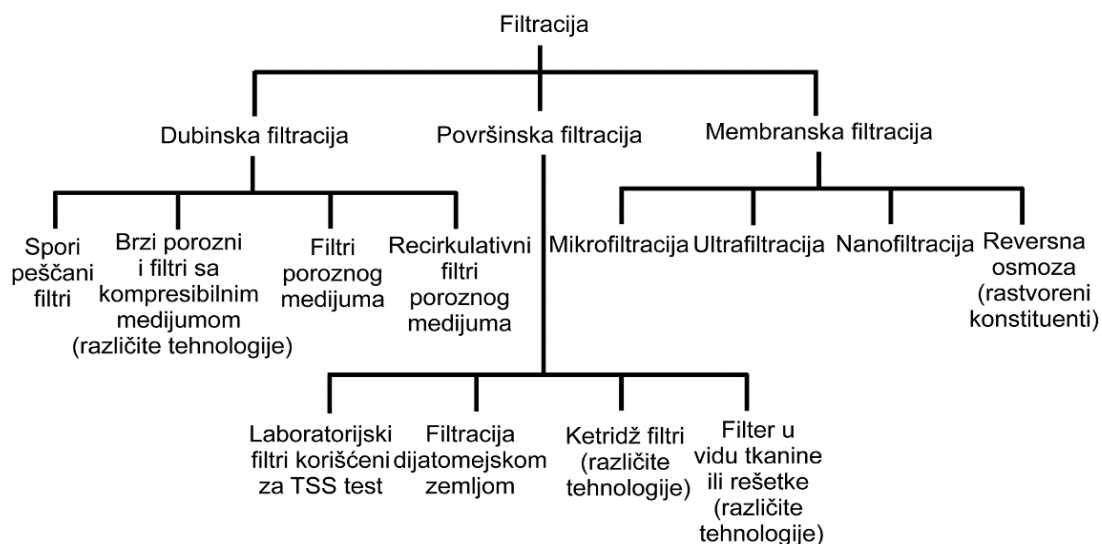 Filtracija
Dubinska filtracija
Površinska filtracija
Membranska filtracija
Spori
peščani
filtri
Brzi porozni
i filtri sa
kompresibilnim
medijumom
(različite tehnologije)
Filtri
poroznog
medijuma
Recirkulativni
filtri
poroznog
medijuma
Mikrofiltracija
Ultrafiltracija
Nanofiltracija
Reversna
osmoza
(rastvoreni
konstituenti)
Laboratorijski
filtri korišćeni
za TSS test
Filtracija
dijatomejskom
zemljom
Ketridž filtri
(različite
tehnologije)
Filter u
vidu tkanine
ili rešetke
(različite
tehnologije)